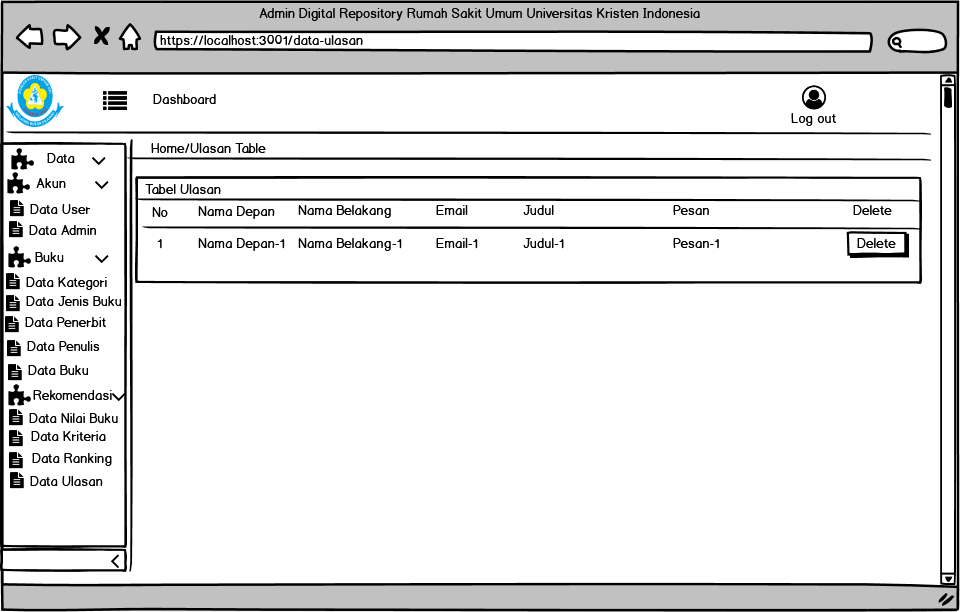 Admin Digital Repository Rumah Sakit Umum Universitas Kristen Indonesia
https://localhost:3001/data-ulasan
Dashboard
Log out
Data
Akun
Data User
Data Admin
Buku
Data Kategori
Data Jenis Buku
Data Penerbit
Data Penulis
Data Buku
Rekomendasi
Data Nilai Buku
Data Kriteria
Data Ranking
Data Ulasan
Home/Ulasan Table
Tabel Ulasan
No Nama Depan Nama Belakang Email Judul Pesan Delete
1 Nama Depan-1 Nama Belakang-1 Email-1 Judul-1 Pesan-1 Delete